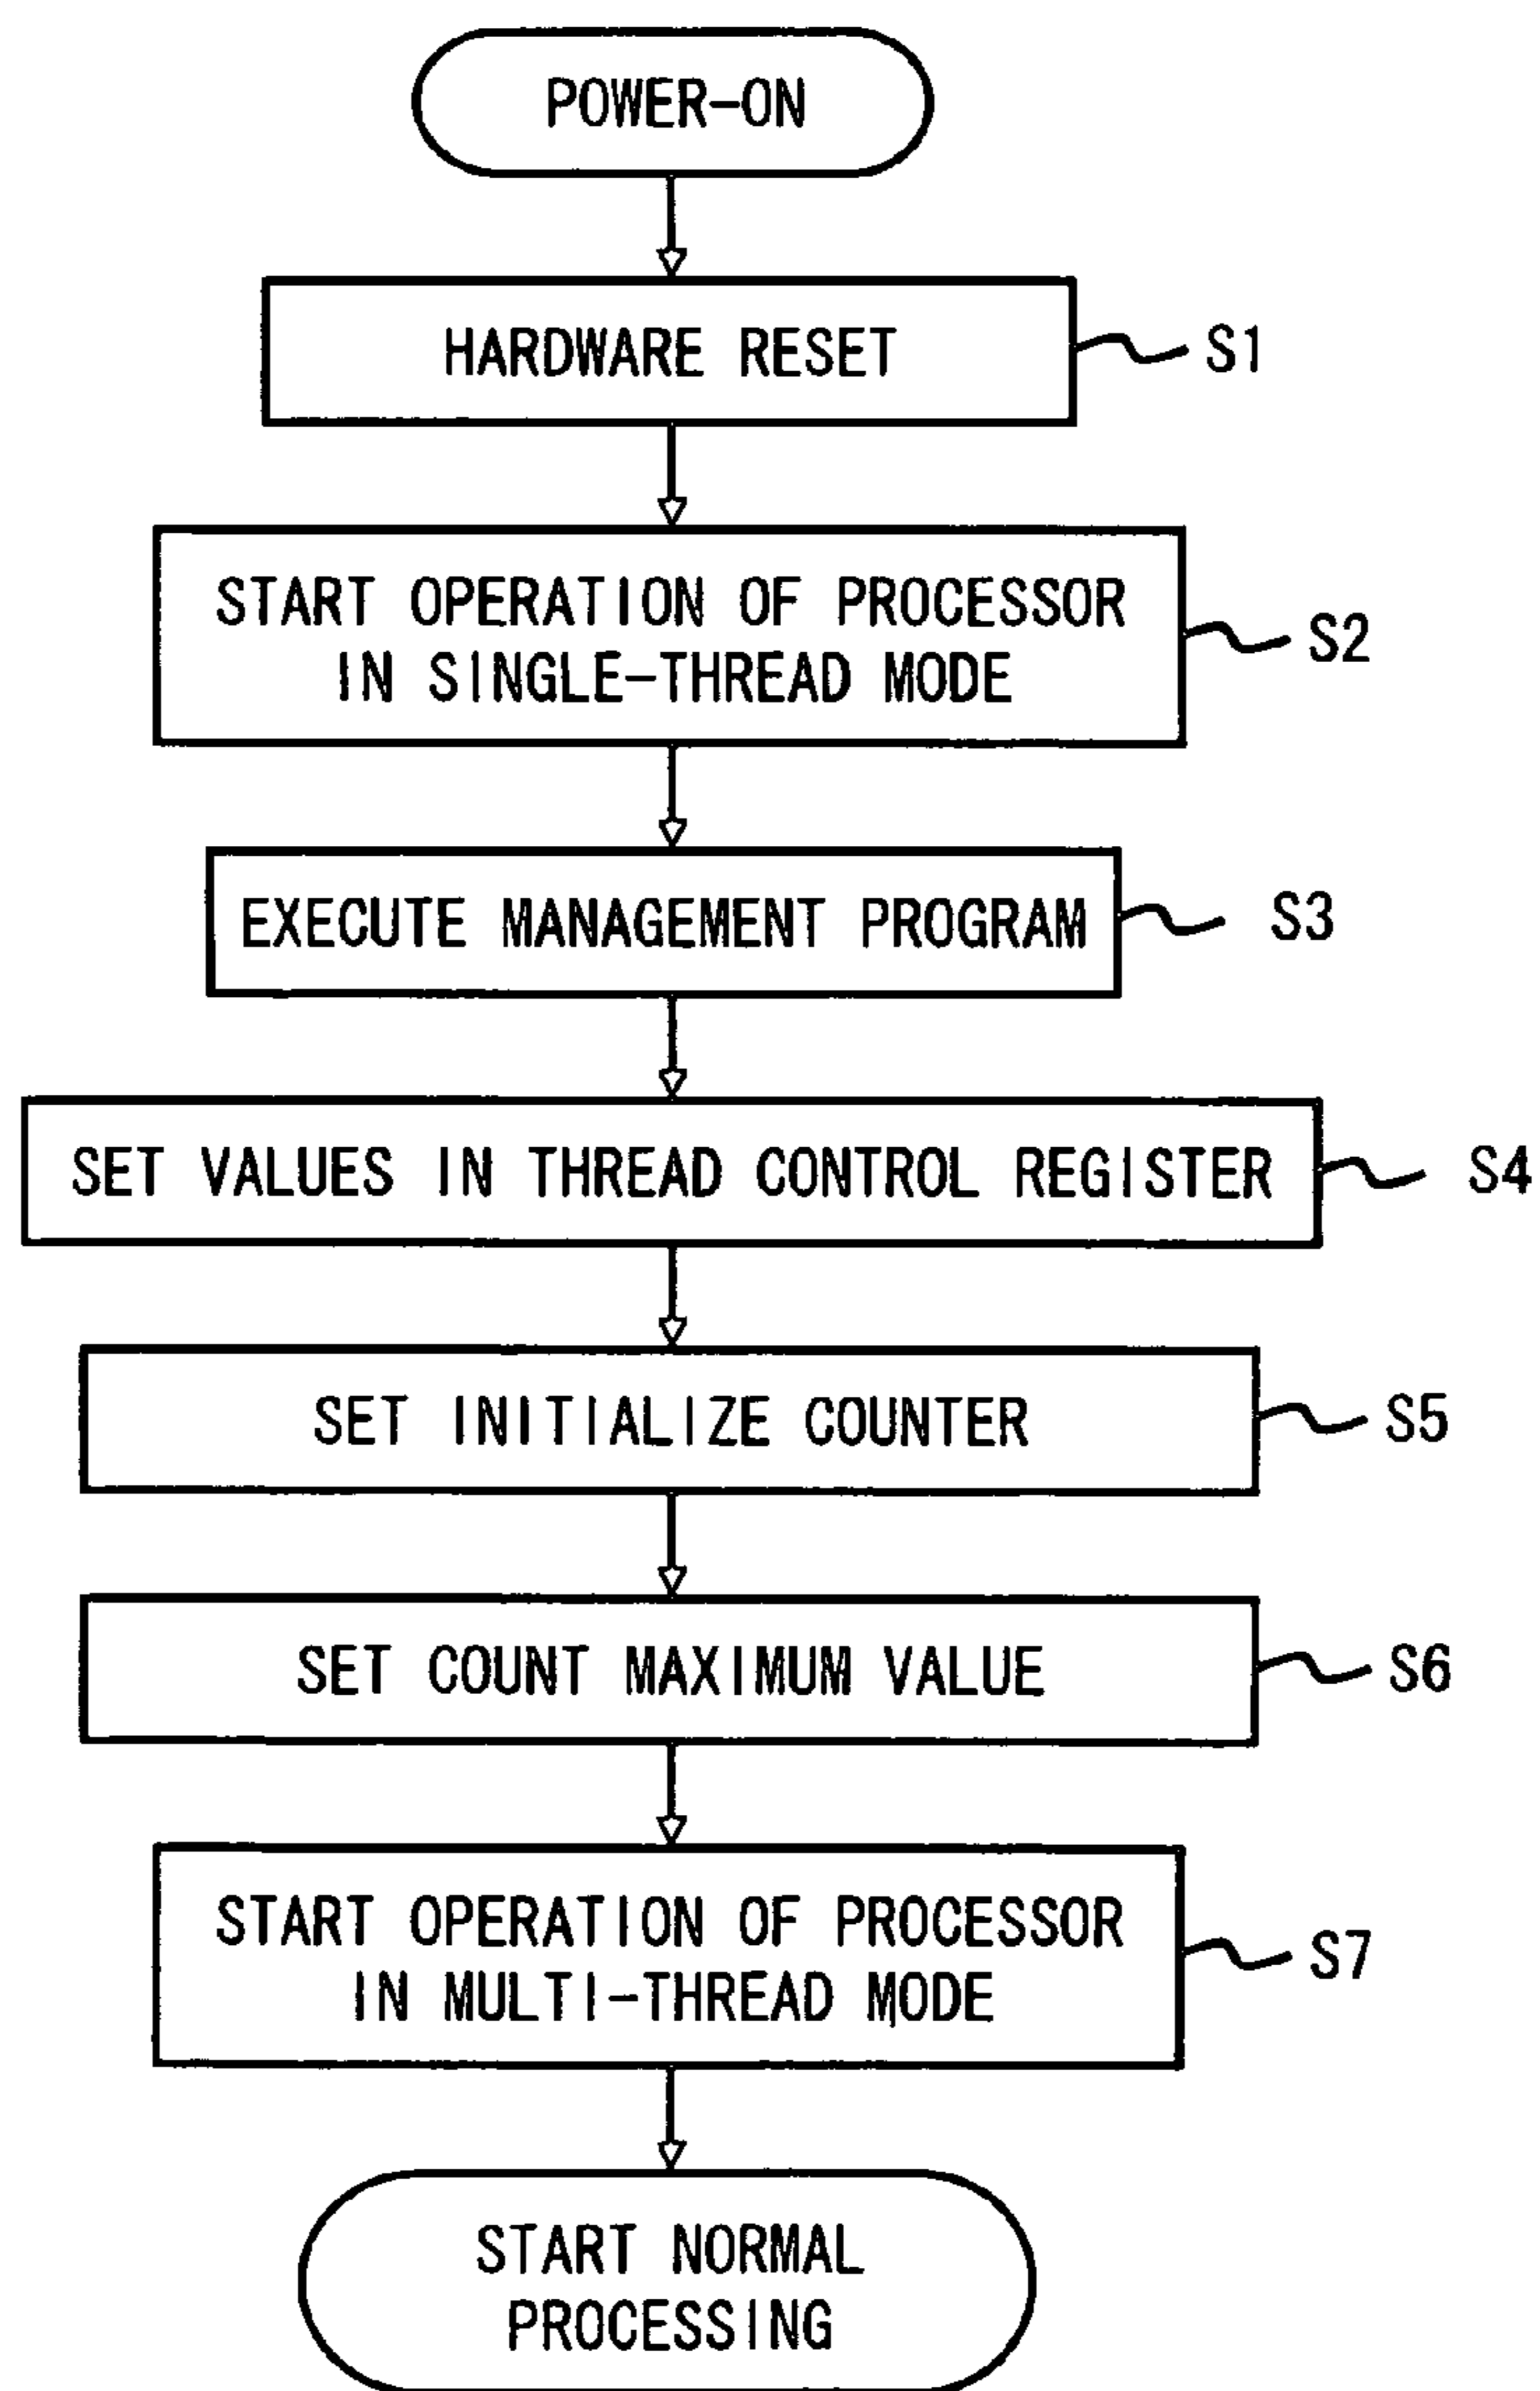 POWER-ON
HARDWARE RESET
S1
START OPERATION OF PROCESSOR
IN SINGLE-THREAD MODE
S2
EXECUTE MANAGEMENT PROGRAM
S3
SET VALUES IN THREAD CONTROL REGISTER
S4
SET INITIALIZE COUNTER
S5
SET COUNT MAXIMUM VALUE
S6
START OPERATION OF PROCESSOR
IN MULTI-THREAD MODE
S7
START NORMAL
PROCESSING